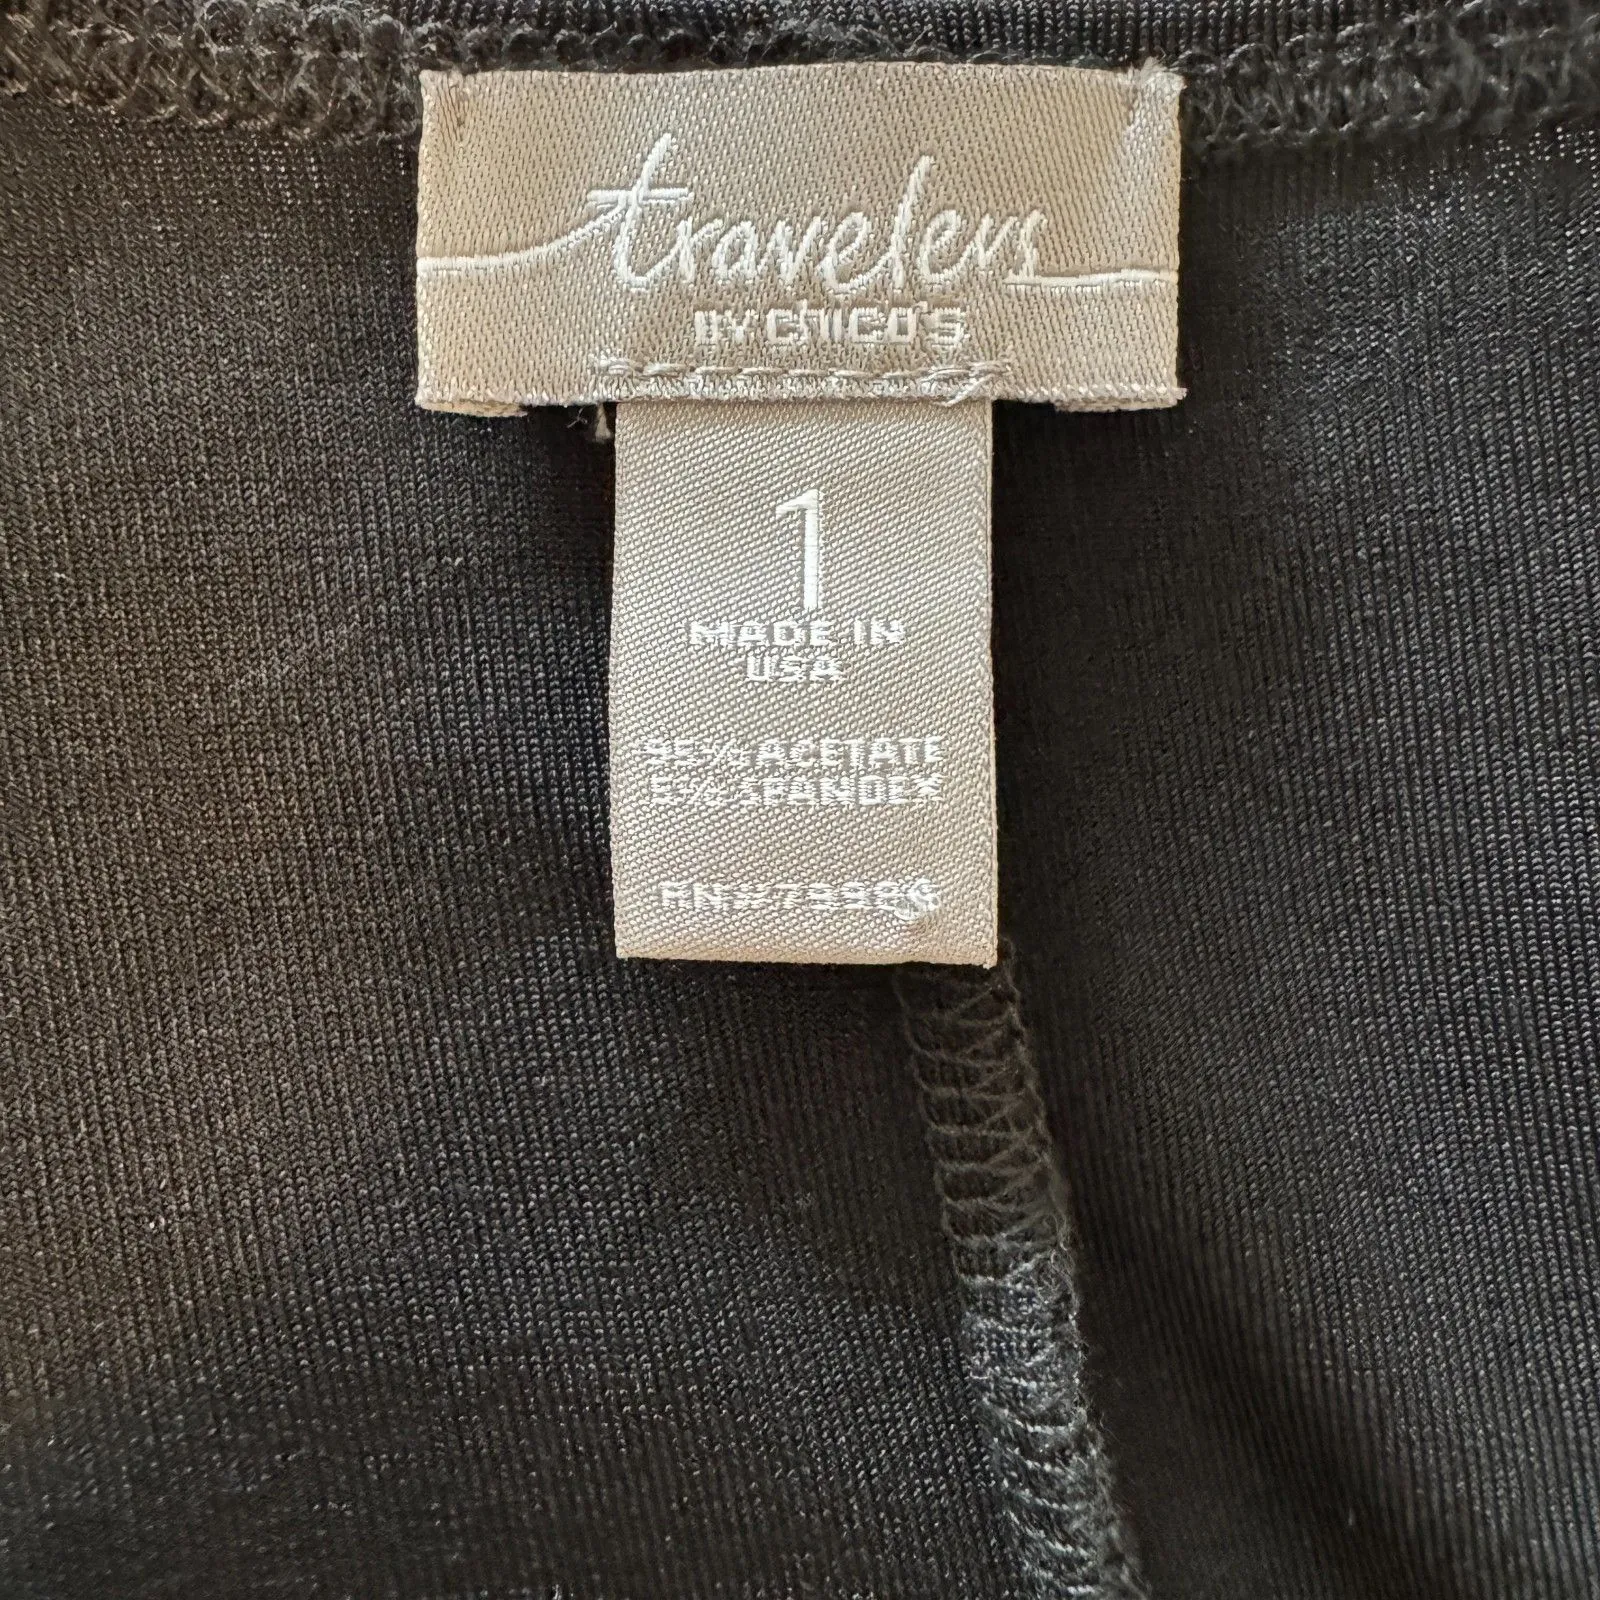 travelers
BY CHICO'S
1
MADE IN
USA
95% ACETATE
5% SPANDEX